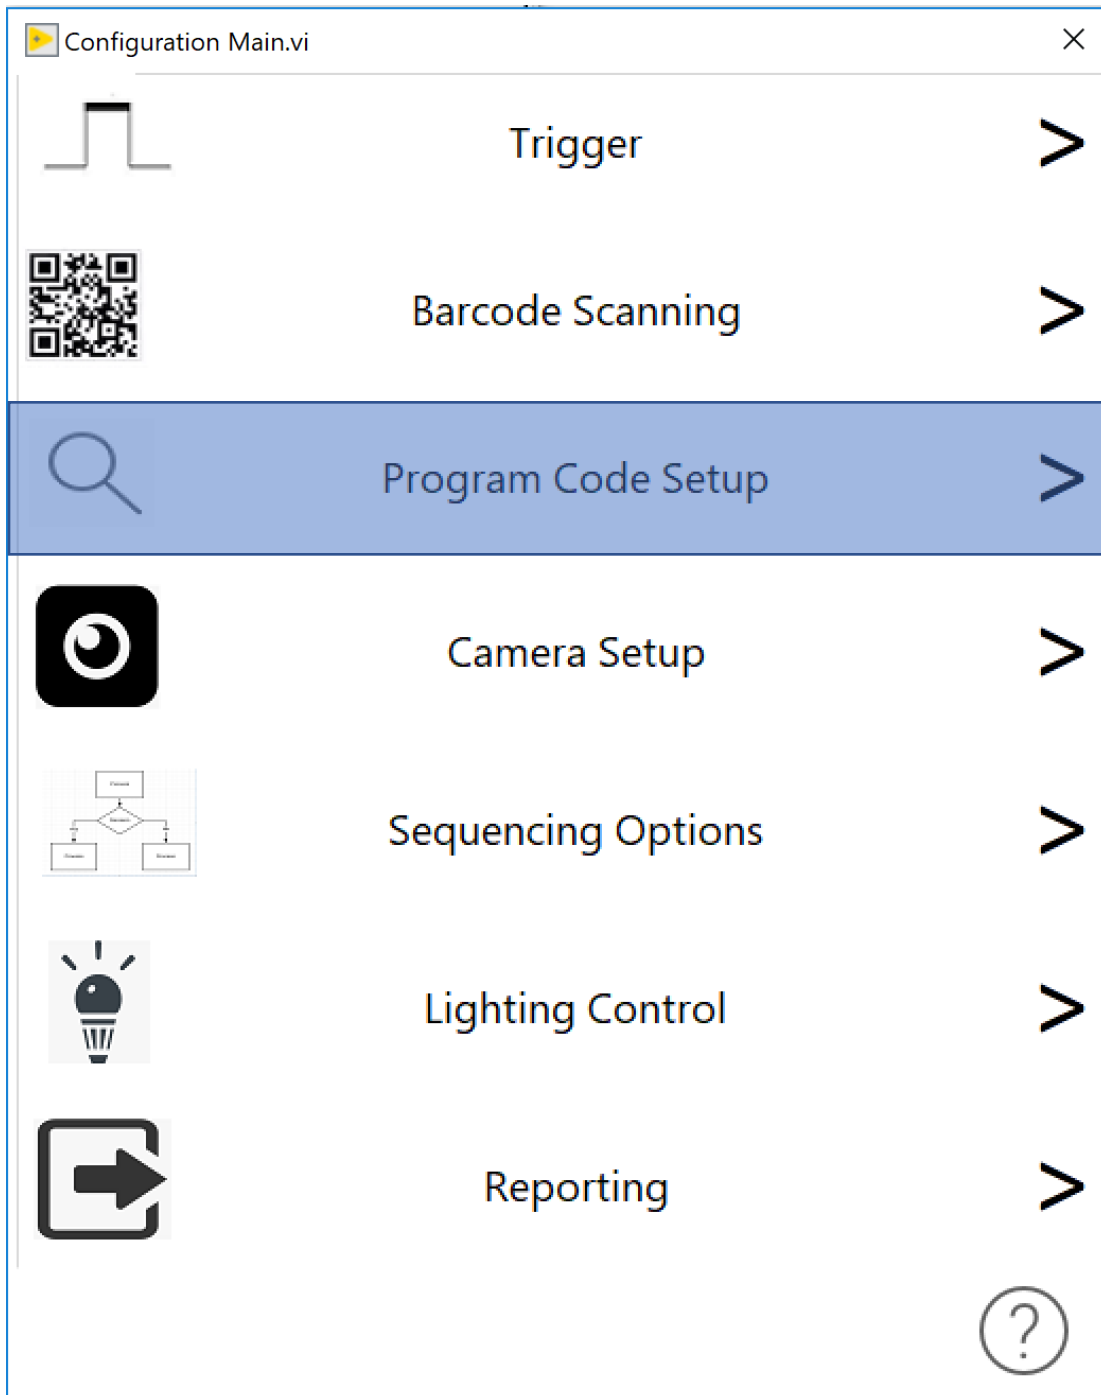 Configuration Main.vi
Trigger
>
Barcode Scanning
>
Program Code Setup
>
Camera Setup
>
Sequencing Options
>
Lighting Control
>
Reporting
>
?